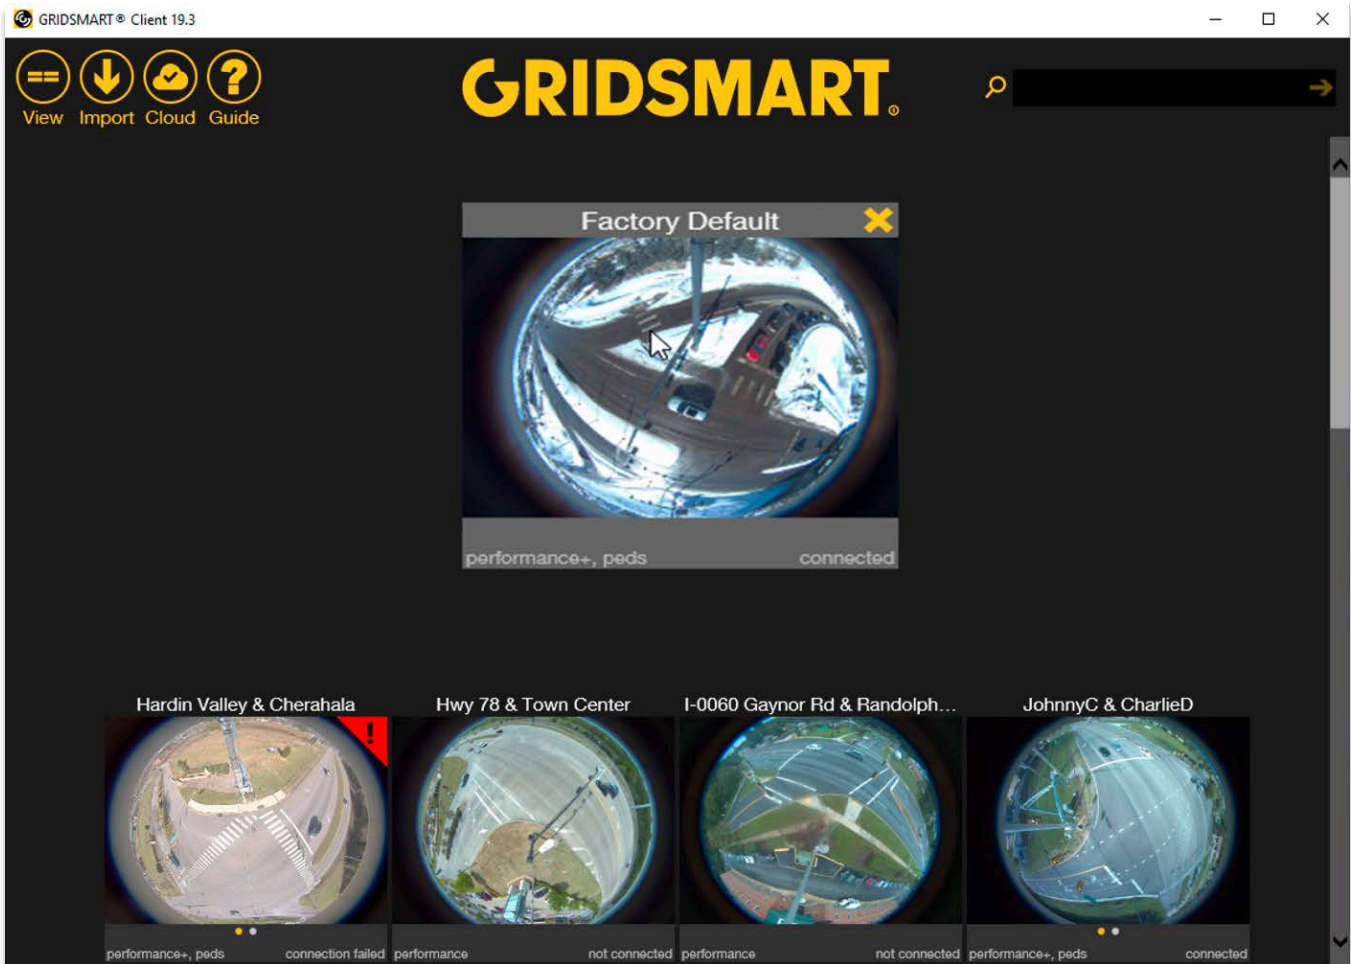 GRIDSMART® Client 19.3
View Import Cloud Guide
GRIDSMART®
Factory Default
performance+, peds connected
Hardin Valley & Cherahala Hwy 78 & Town Center I-0060 Gaynor Rd & Randolph... JohnnyC & CharlieD
!
performance+, peds connection failed performance not connected performance not connected performance+, peds connected